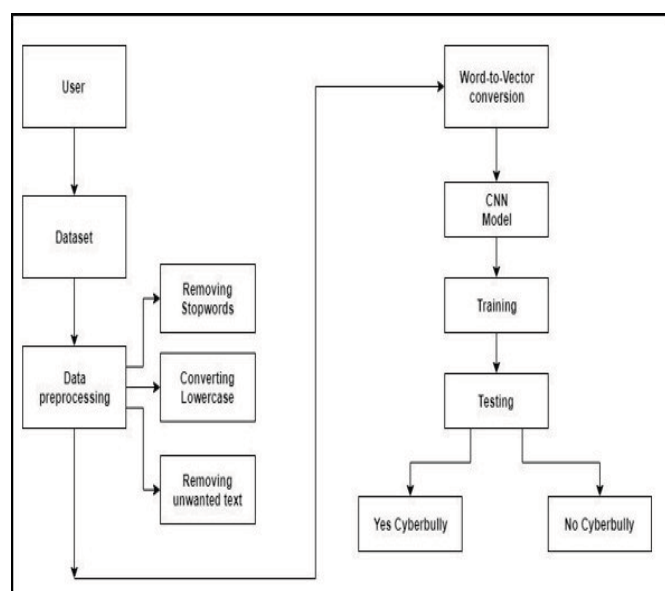 User
Dataset
Data
preprocessing
Removing
Stopwords
Converting
Lowercase
Removing
unwanted text
Word-to-Vector
conversion
CNN
Model
Training
Testing
Yes Cyberbully
No Cyberbully